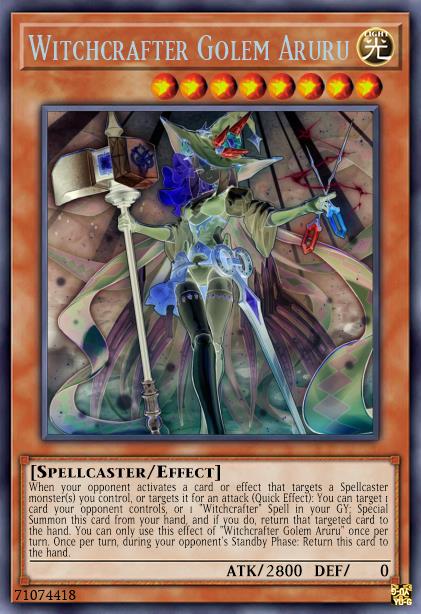 WITCHCRAFTER GOLEM ARURU
LIGHT
光
[SPELLCASTER/EFFECT]
When your opponent activates a card or effect that targets a Spellcaster
monster(s) you control, or targets it for an attack (Quick Effect): You can target 1
card your opponent controls, or 1 "Witchcrafter" Spell in your GY; Special
Summon this card from your hand, and if you do, return that targeted card to
the hand. You can only use this effect of "Witchcrafter Golem Aruru" once per
turn. Once per turn, during your opponent's Standby Phase: Return this card to
the hand.
ATK/2800 DEF/ 0
71074418